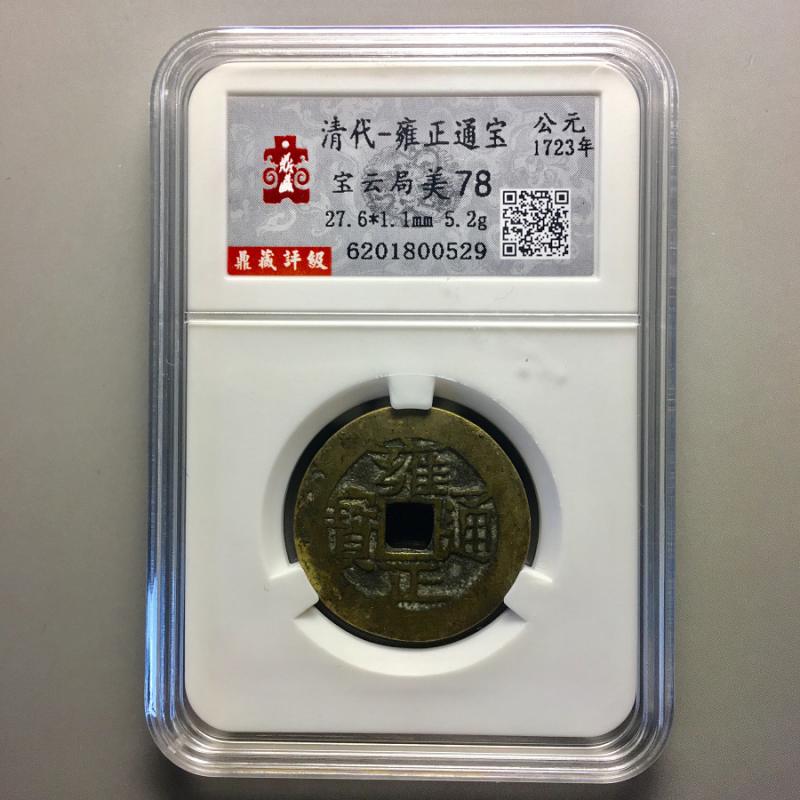 清代-雍正通宝
公元
1723年
宝云局美78
27.6*1.1mm 5.2g
6201800529
鼎藏評級
雍正通寶